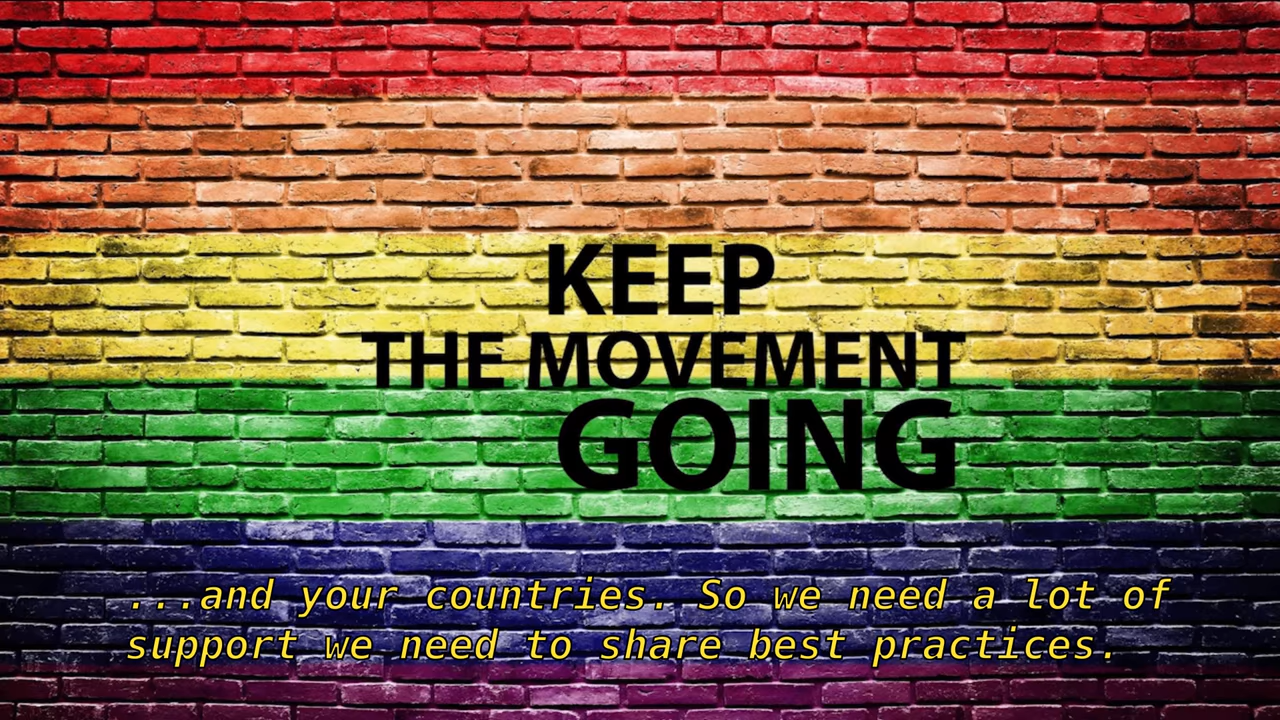 KEEP
THE MOVEMENT
GOING
...and your countries. So we need a lot of
support we need to share best practices.